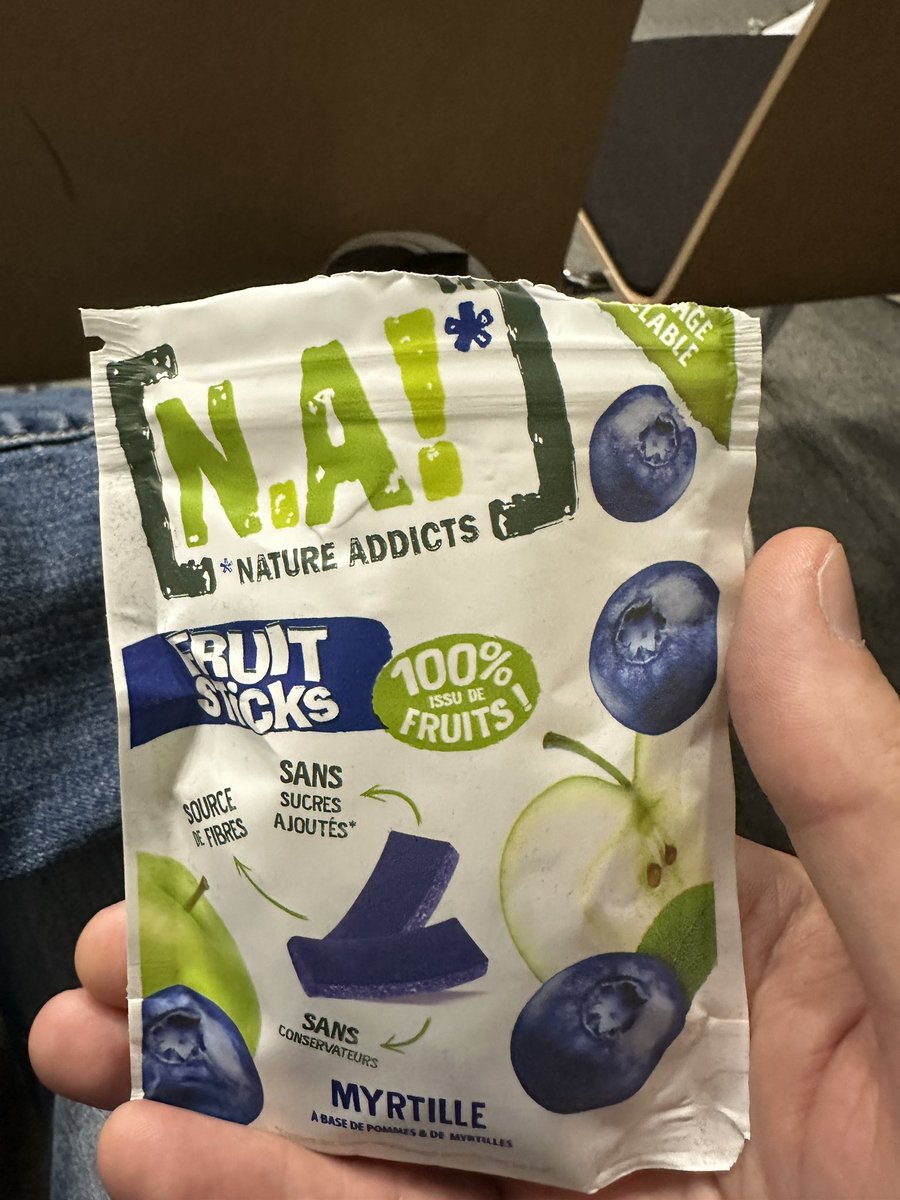 N.A!*
LABLE
*NATURE ADDICTS
FRUIT
STICKS
100%
ISSU DE
FRUITS !
SANS
SUCRES
AJOUTÉS*
SOURCE
DE FIBRES
SANS
CONSERVATEURS
MYRTILLE
À BASE DE POMMES & DE MYRTILLES